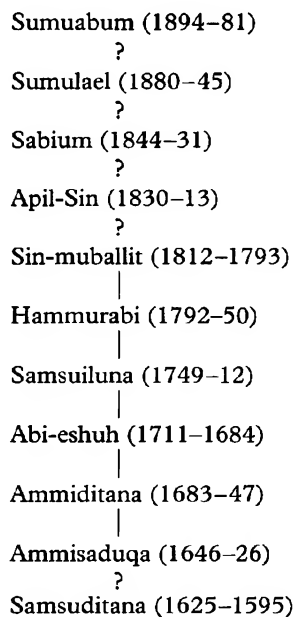 Sumuabum (1894–81)
?
Sumulael (1880–45)
?
Sabium (1844–31)
?
Apil-Sin (1830–13)
?
Sin-muballit (1812–1793)
Hammurabi (1792–50)
Samsuiluna (1749–12)
Abi-eshuh (1711–1684)
Ammiditana (1683–47)
Ammisaduqa (1646–26)
?
Samsuditana (1625–1595)